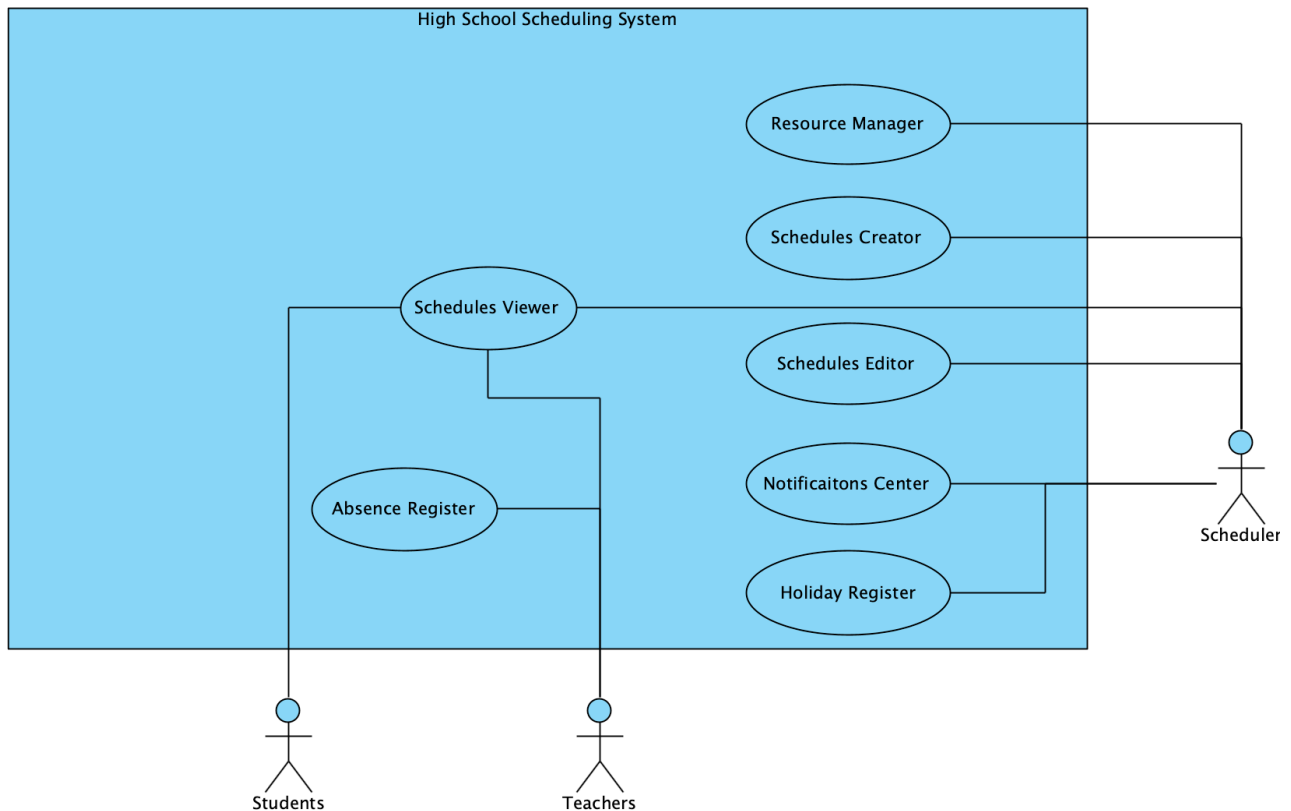 High School Scheduling System
Resource Manager
Schedules Creator
Schedules Viewer
Schedules Editor
Notificaitons Center
Absence Register
Scheduler
Holiday Register
Students
Teachers